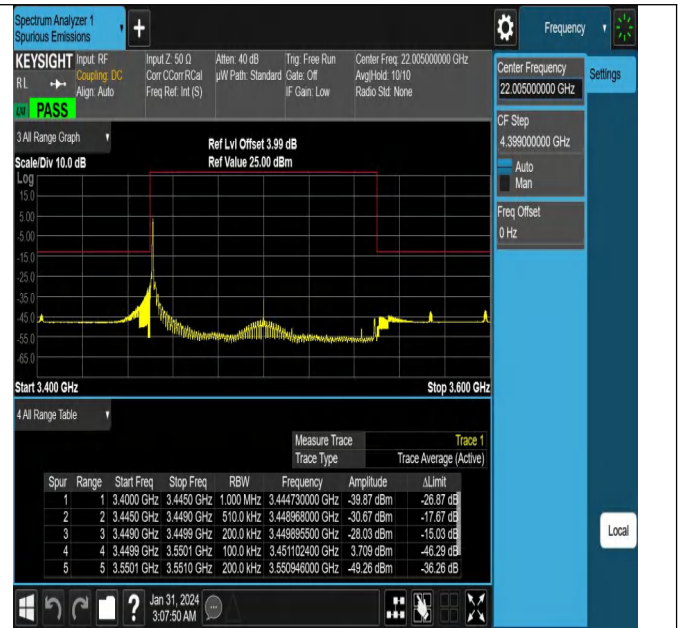 Spectrum Analyzer 1
Spurious Emissions
Frequency
KEYSIGHT Input: RF Input Z: 50 Ω Atten: 40 dB Trig: Free Run Center Freq: 22.005000000 GHz
RL Coupling: DC Corr CCorr RCal µW Path: Standard Gate: Off Avg|Hold: 10/10
Align: Auto Freq Ref: Int (S) IF Gain: Low Radio Std: None
PASS
Center Frequency
22.005000000 GHz
Settings
CF Step
4.399000000 GHz
Auto
Man
Freq Offset
0 Hz
3 All Range Graph
Ref Lvl Offset 3.99 dB
Scale/Div 10.0 dB Ref Value 25.00 dBm
Log
15.0
5.00
-5.00
-15.0
-25.0
-35.0
-45.0
-55.0
-65.0
Start 3.400 GHz Stop 3.600 GHz
4 All Range Table
Measure Trace Trace 1
Trace Type Trace Average (Active)
Spur Range Start Freq Stop Freq RBW Frequency Amplitude ΔLimit
1 1 3.4000 GHz 3.4450 GHz 1.000 MHz 3.444730000 GHz -39.87 dBm -26.87 dB
2 2 3.4450 GHz 3.4490 GHz 510.0 kHz 3.448968000 GHz -30.67 dBm -17.67 dB
3 3 3.4490 GHz 3.4499 GHz 200.0 kHz 3.449895500 GHz -28.03 dBm -15.03 dB
4 4 3.4499 GHz 3.5501 GHz 100.0 kHz 3.451102400 GHz 3.709 dBm -46.29 dB
5 5 3.5501 GHz 3.5510 GHz 200.0 kHz 3.550946000 GHz -49.26 dBm -36.26 dB
Local
Jan 31, 2024
3:07:50 AM